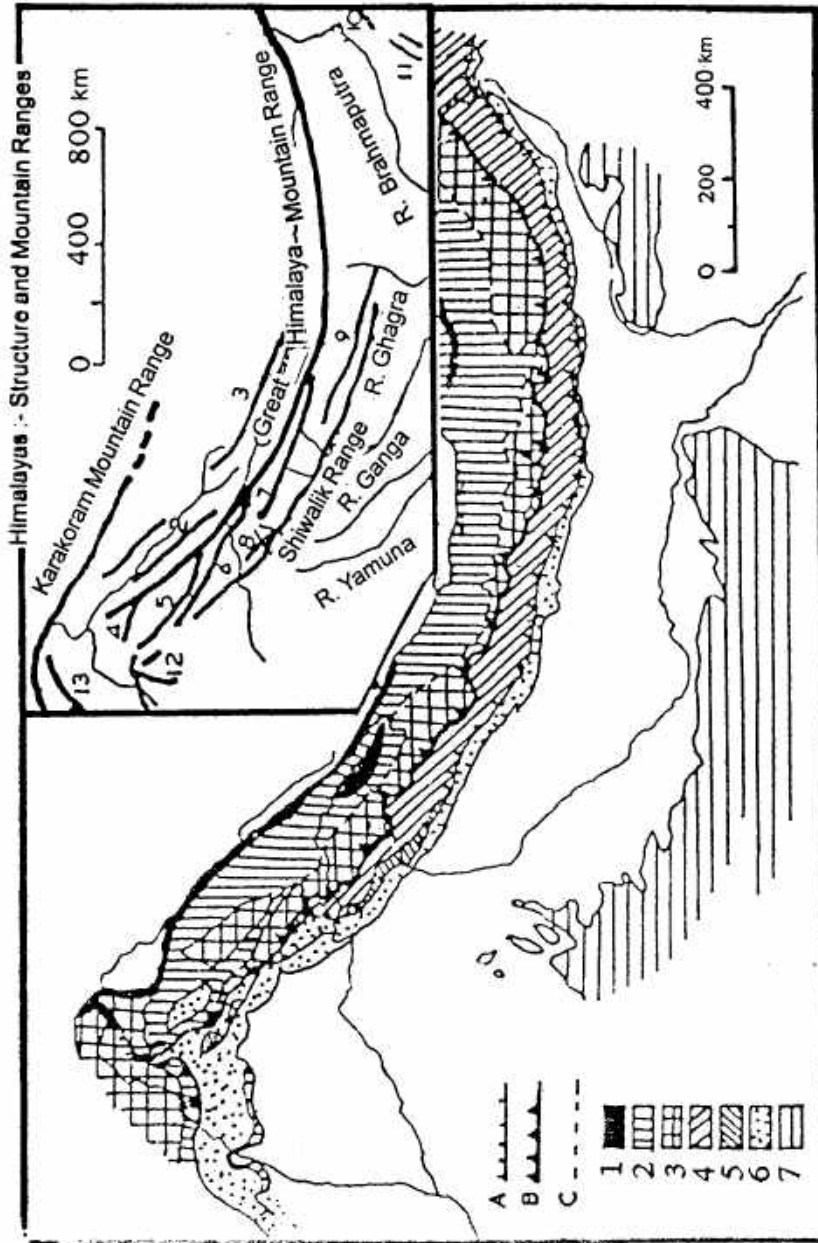 Himalayas :- Structure and Mountain Ranges
0 400 800 km
Karakoram Mountain Range
Great Himalaya Mountain Range
Shiwalik Range
R. Brahmaputra
R. Ghagra
R. Ganga
R. Yamuna
13
12
4
5
2
3
6
8
7
9
11
0 200 400 km
A
B
C
1
2
3
4
5
6
7